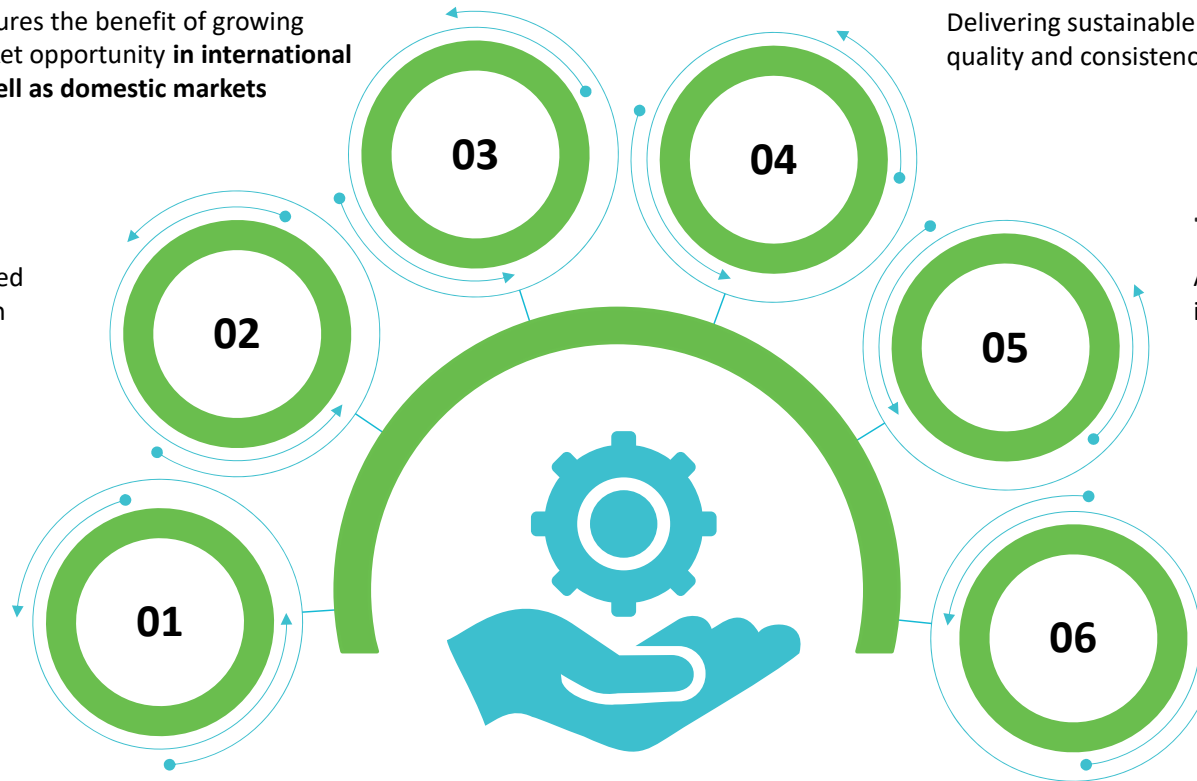 ures the benefit of growing
ket opportunity in international
ell as domestic markets
Delivering sustainable
quality and consistenc
03
04
ed
02
05
01
06